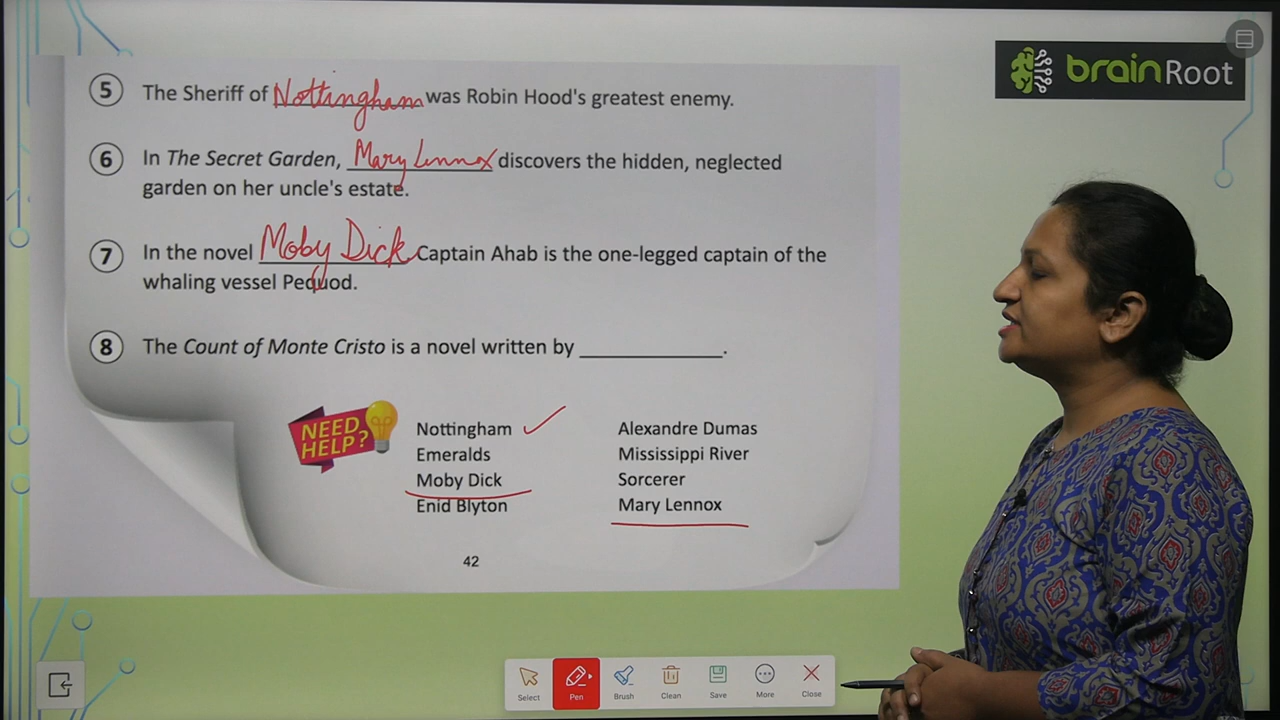 brainRoot
5 The Sheriff of Nottingham was Robin Hood's greatest enemy.
6 In The Secret Garden, Mary Lennox discovers the hidden, neglected
garden on her uncle's estate.
7 In the novel Moby Dick Captain Ahab is the one-legged captain of the
whaling vessel Pequod.
8 The Count of Monte Cristo is a novel written by ____________.
NEED
HELP?
Nottingham
Emeralds
Moby Dick
Enid Blyton
Alexandre Dumas
Mississippi River
Sorcerer
Mary Lennox
42
Select Pen Brush Clean Save More Close